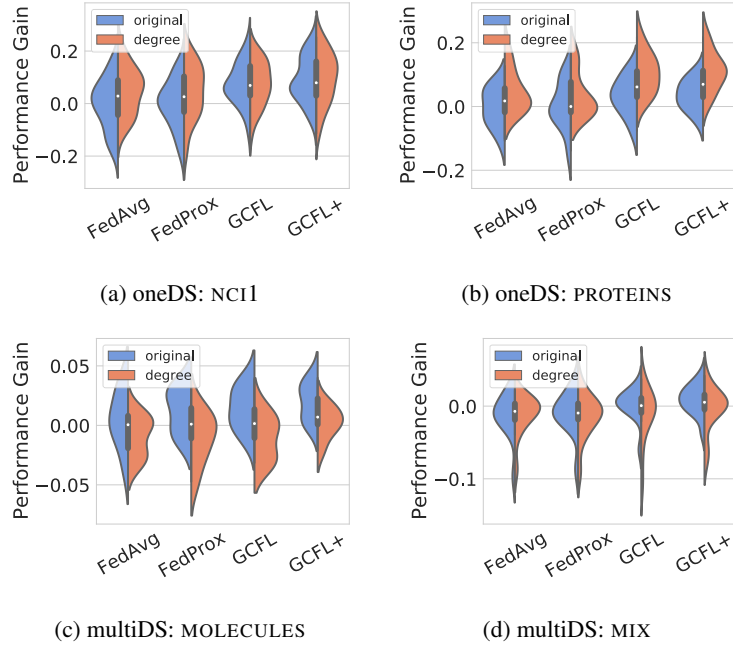 Performance Gain
0.2
0.0
−0.2
original
degree
FedAvg
FedProx
GCFL
GCFL+
(a) oneDS: NCI1
Performance Gain
0.2
0.0
−0.2
original
degree
FedAvg
FedProx
GCFL
GCFL+
(b) oneDS: PROTEINS
Performance Gain
0.05
0.00
−0.05
original
degree
FedAvg
FedProx
GCFL
GCFL+
(c) multiDS: MOLECULES
Performance Gain
0.0
−0.1
original
degree
FedAvg
FedProx
GCFL
GCFL+
(d) multiDS: MIX